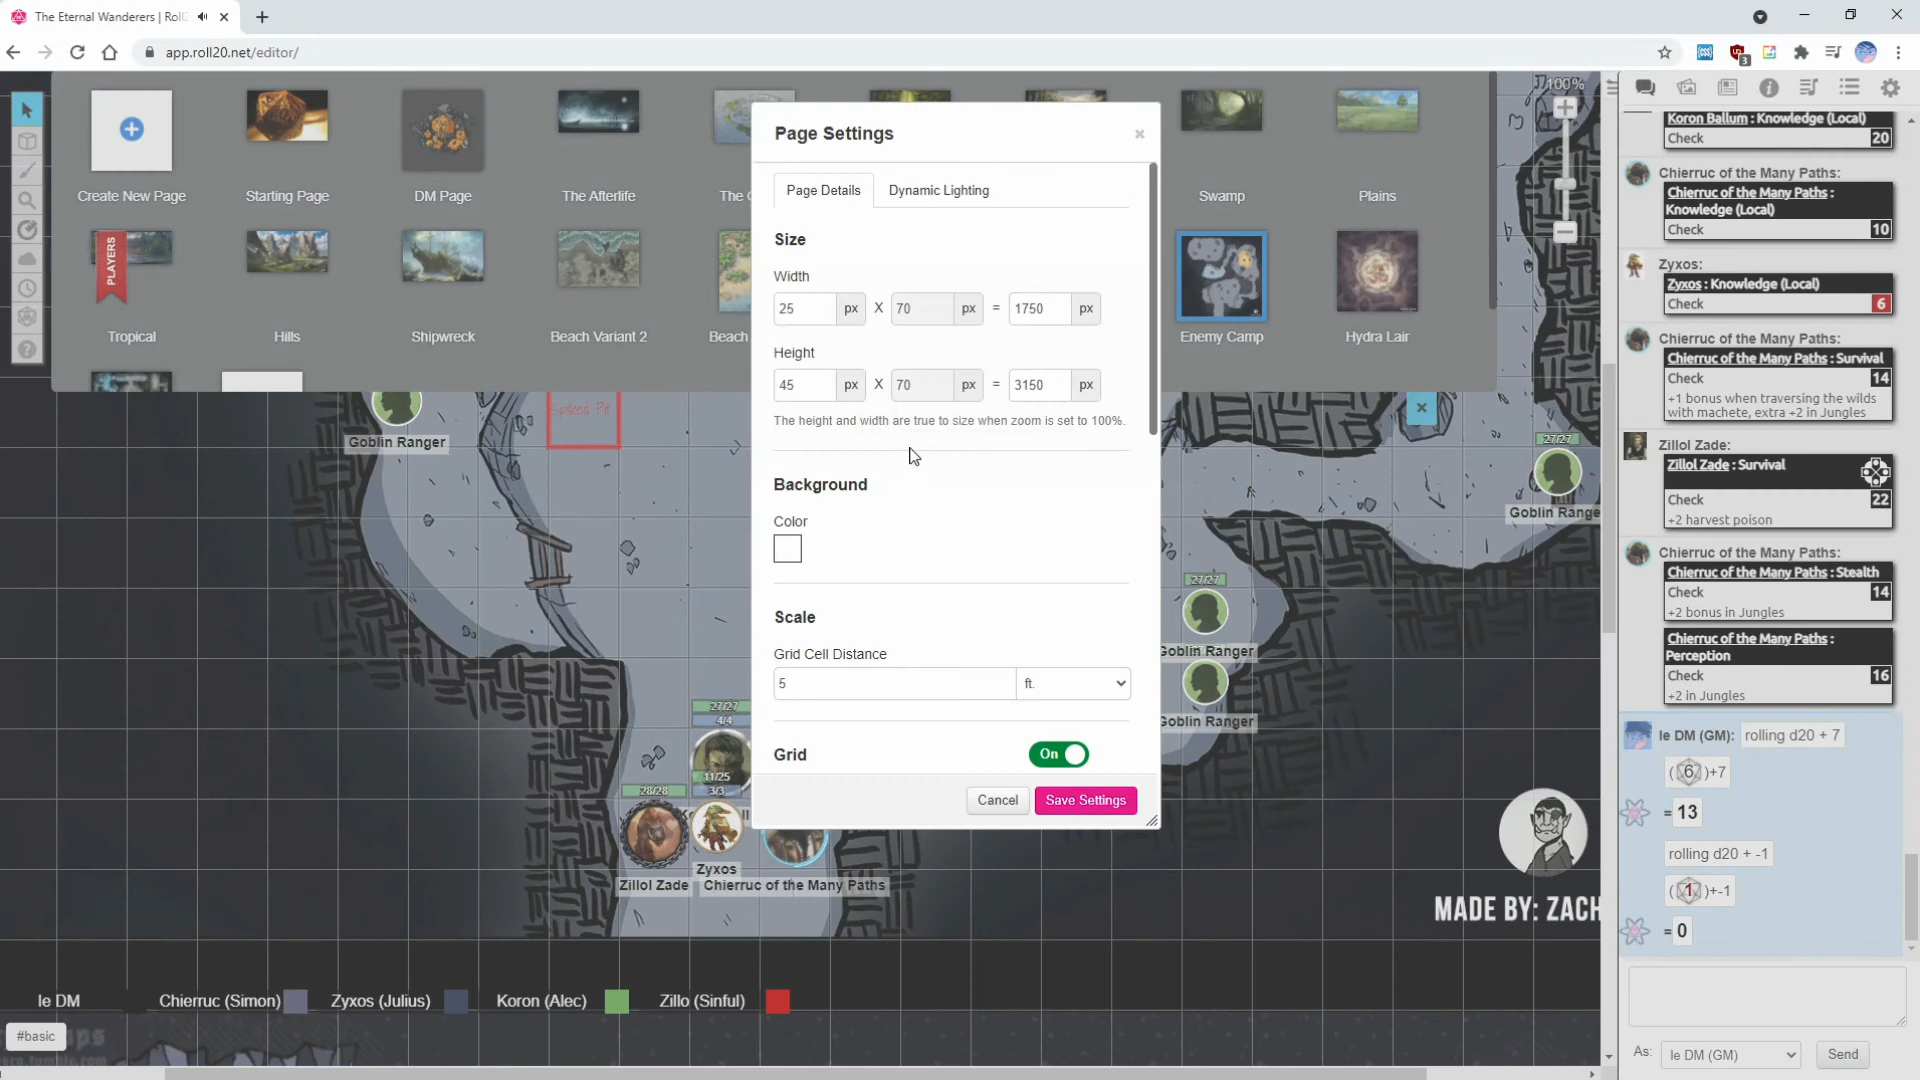 The Eternal Wanderers | Roll
app.roll20.net/editor/
3
100%
Create New Page
Starting Page
DM Page
The Afterlife
Swamp
Plains
PLAYERS
Tropical
Hills
Shipwreck
Beach Variant 2
Beach
Enemy Camp
Hydra Lair
Page Settings
Page Details
Dynamic Lighting
Size
Width
25 px X 70 px = 1750 px
Height
45 px X 70 px = 3150 px
The height and width are true to size when zoom is set to 100%.
Background
Color
Scale
Grid Cell Distance
5 ft.
Grid On
Cancel
Save Settings
Goblin Ranger
Spiked Pit
27/27
Goblin Range
27/27
Goblin Ranger
Goblin Ranger
27/27
4/4
11/25
28/28
3/3
Zyxos
Zillol Zade
Chierruc of the Many Paths
MADE BY: ZACH
le DM
Chierruc (Simon)
Zyxos (Julius)
Koron (Alec)
Zillo (Sinful)
#basic
Koron Ballum : Knowledge (Local)
Check 20
Chierruc of the Many Paths:
Chierruc of the Many Paths :
Knowledge (Local)
Check 10
Zyxos:
Zyxos : Knowledge (Local)
Check 6
Chierruc of the Many Paths:
Chierruc of the Many Paths : Survival
Check 14
+1 bonus when traversing the wilds
with machete, extra +2 in Jungles
Zillol Zade:
Zillol Zade : Survival
Check 22
+2 harvest poison
Chierruc of the Many Paths:
Chierruc of the Many Paths : Stealth
Check 14
+2 bonus in Jungles
Chierruc of the Many Paths :
Perception
Check 16
+2 in Jungles
le DM (GM): rolling d20 + 7
(6)+7
=13
rolling d20 + -1
(1)+-1
=0
As: le DM (GM)
Send